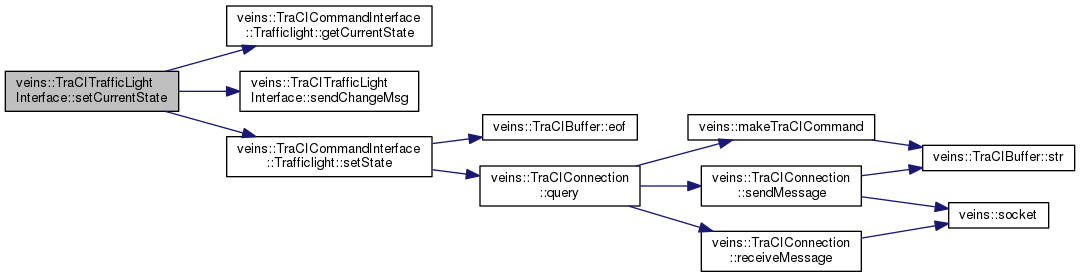 veins::TraCITrafficLight
Interface::setCurrentState
veins::TraCICommandInterface
::Trafficlight::getCurrentState
veins::TraCITrafficLight
Interface::sendChangeMsg
veins::TraCICommandInterface
::Trafficlight::setState
veins::TraCIBuffer::eof
veins::TraCIConnection
::query
veins::makeTraCICommand
veins::TraCIConnection
::sendMessage
veins::TraCIConnection
::receiveMessage
veins::TraCIBuffer::str
veins::socket